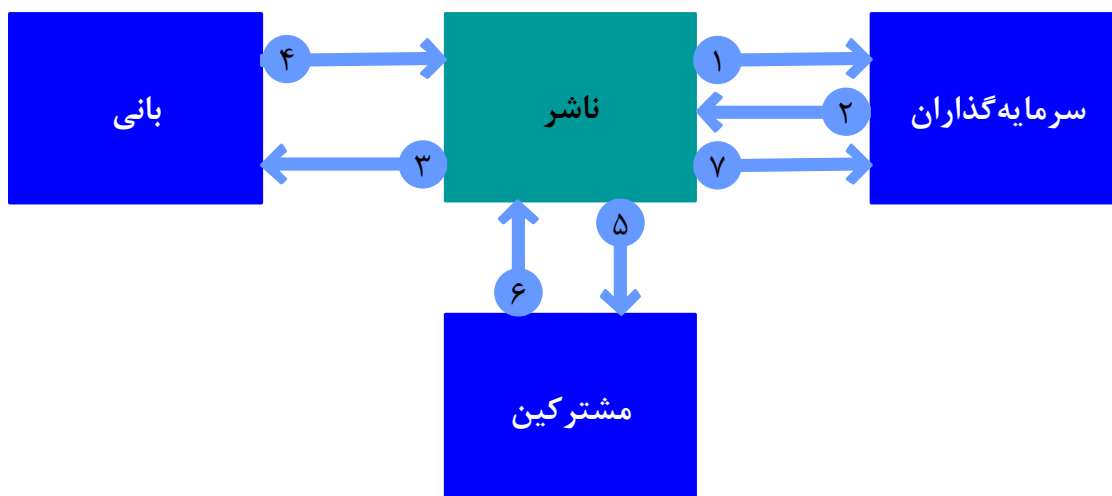 سرمایه‌گذاران
ناشر
بانی
۱
۴
۲
۷
۳
۵
۶
مشترکین